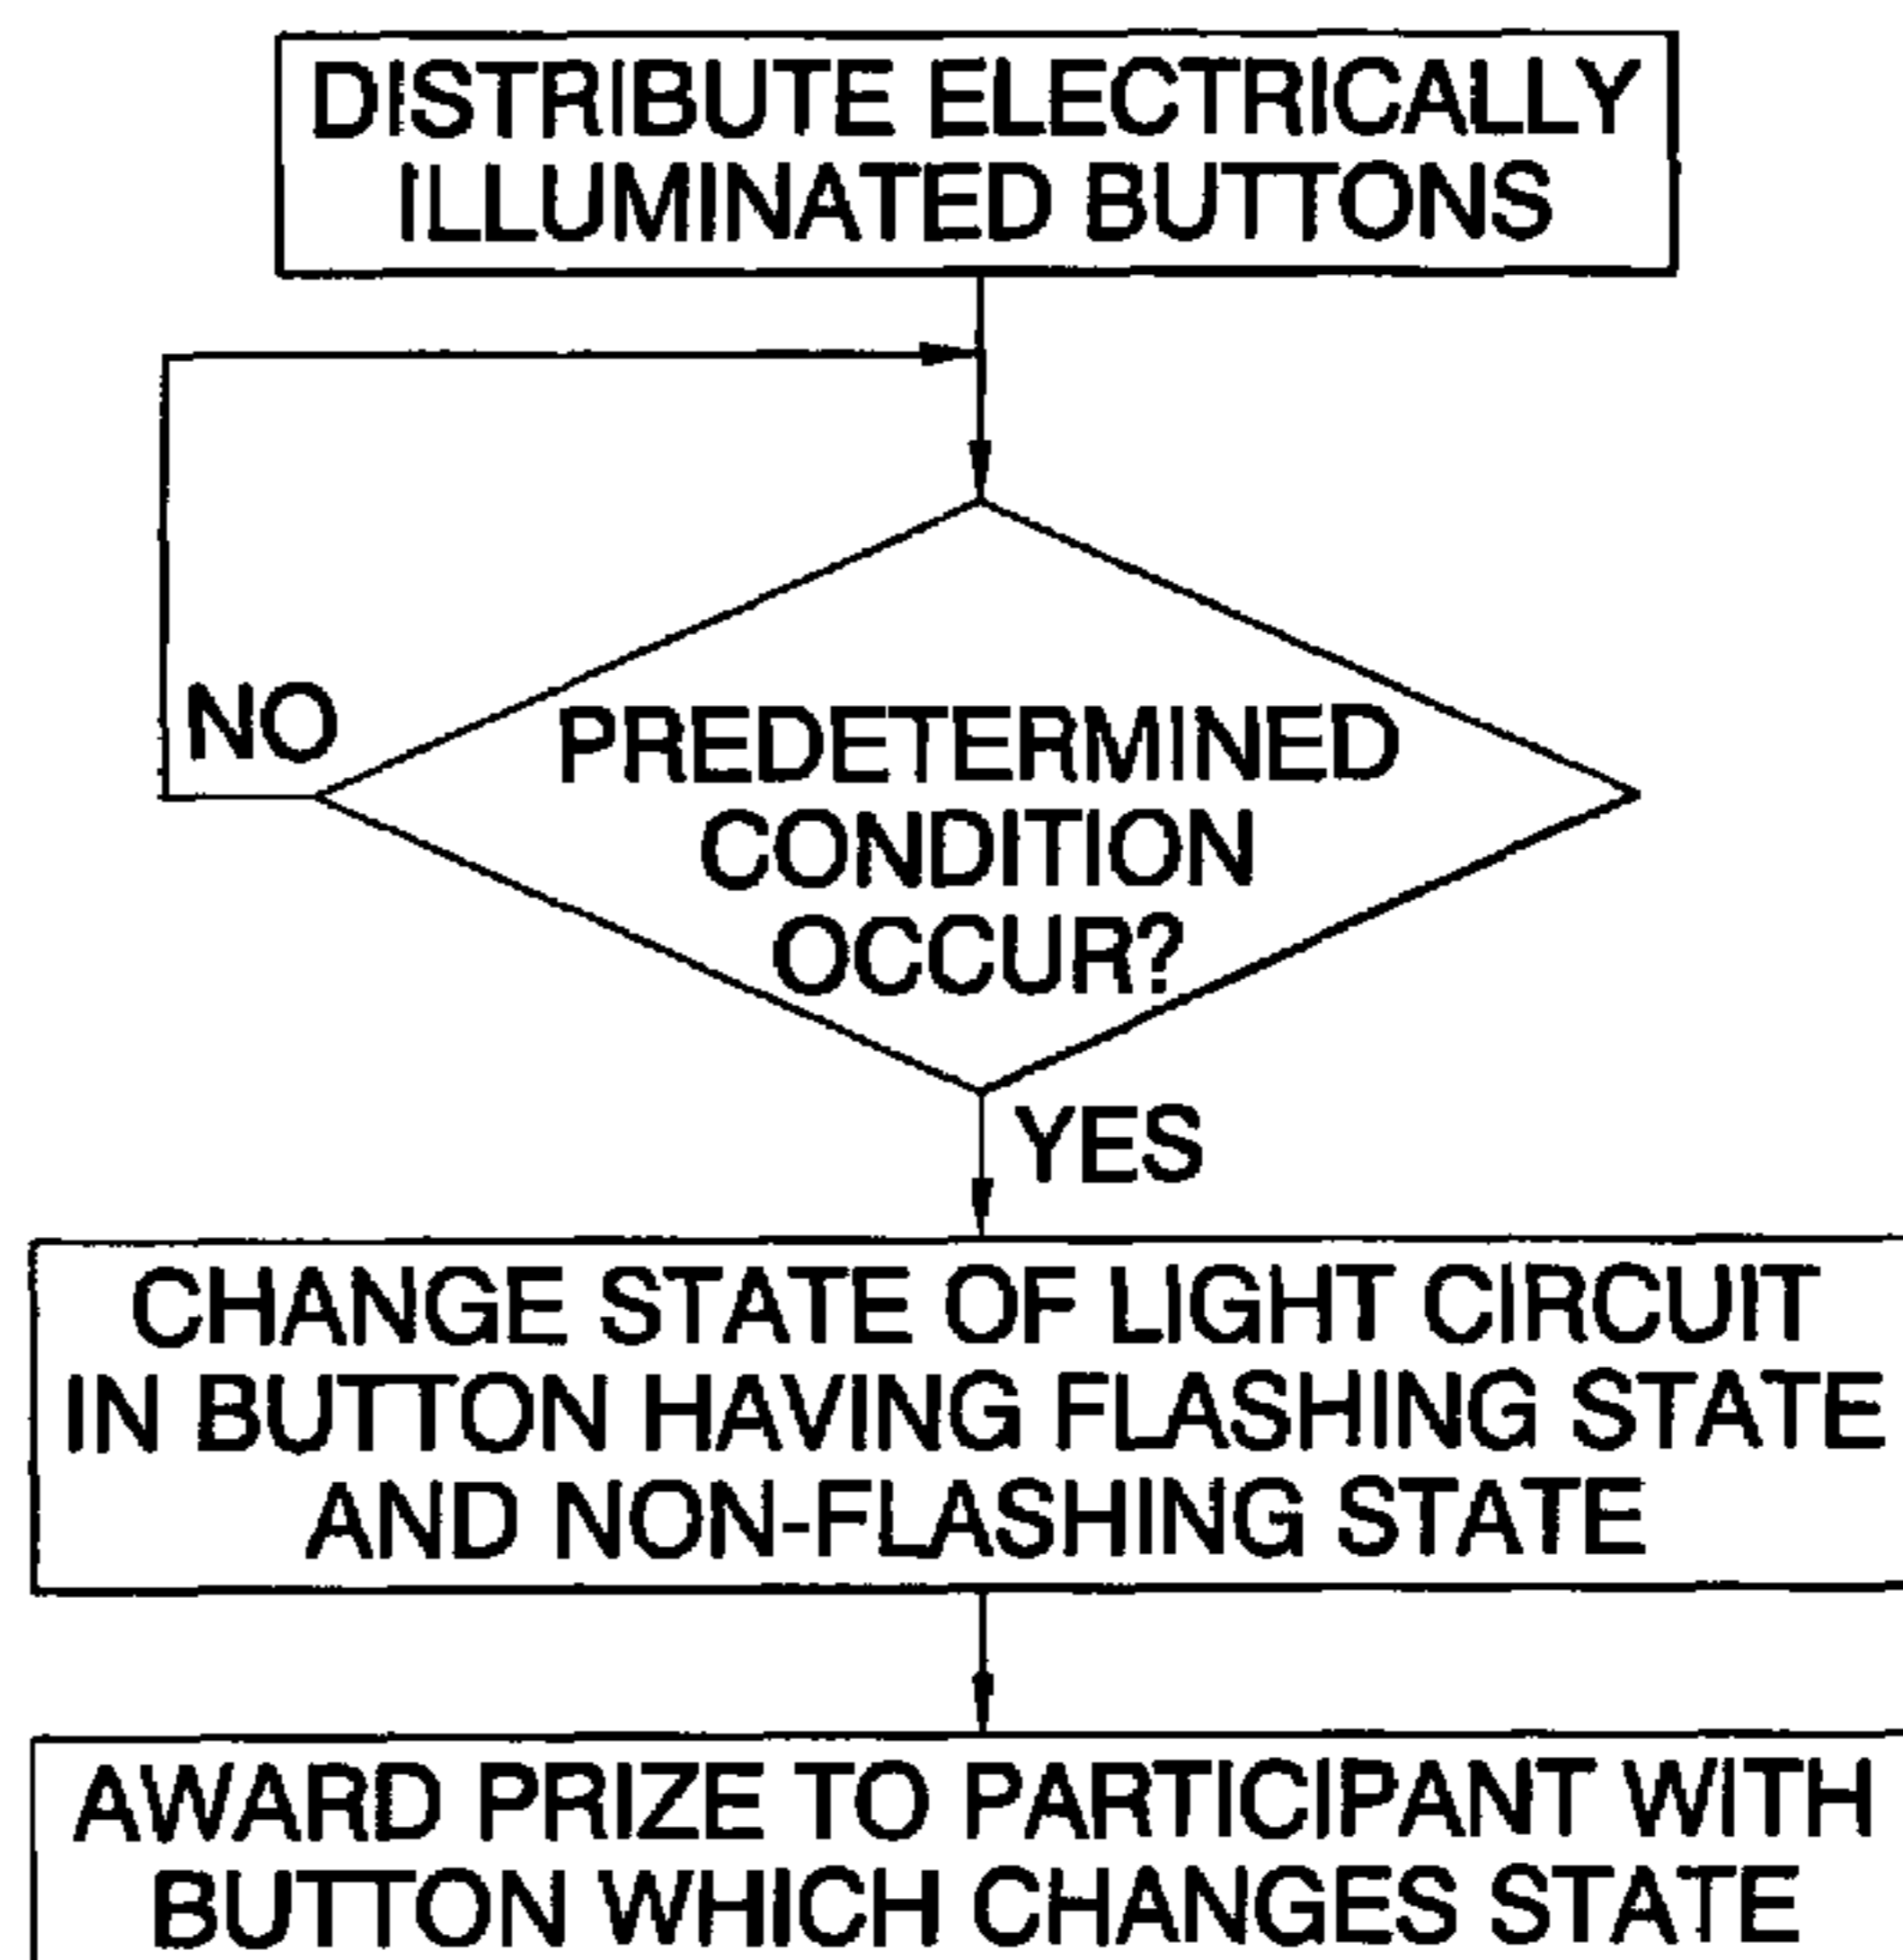 DISTRIBUTE ELECTRICALLY
ILLUMINATED BUTTONS
NO
PREDETERMINED
CONDITION
OCCUR?
YES
CHANGE STATE OF LIGHT CIRCUIT
IN BUTTON HAVING FLASHING STATE
AND NON-FLASHING STATE
AWARD PRIZE TO PARTICIPANT WITH
BUTTON WHICH CHANGES STATE